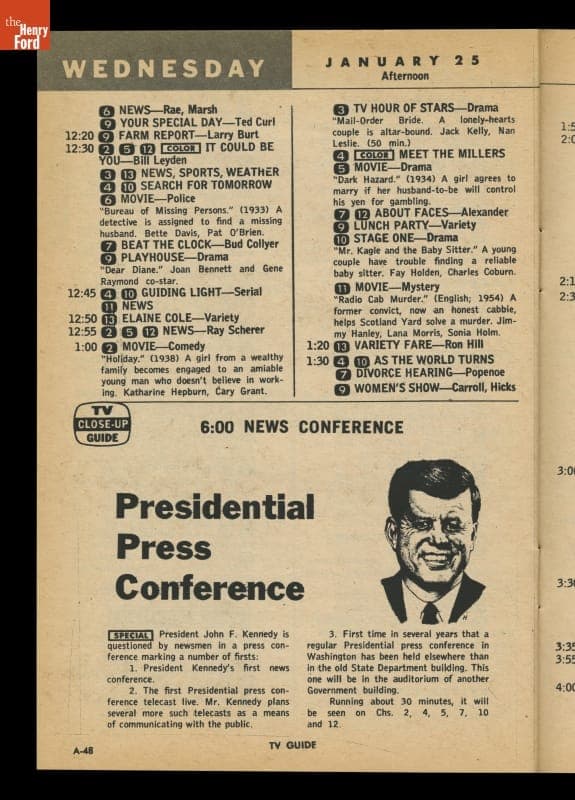 the
Henry
Ford
WEDNESDAY
JANUARY 25
Afternoon
6 NEWS—Rae, Marsh
9 YOUR SPECIAL DAY—Ted Curl
12:20 9 FARM REPORT—Larry Burt
12:30 2 5 12 COLOR IT COULD BE
YOU—Bill Leyden
3 13 NEWS, SPORTS, WEATHER
4 10 SEARCH FOR TOMORROW
6 MOVIE—Police
"Bureau of Missing Persons." (1933) A
detective is assigned to find a missing
husband. Bette Davis, Pat O'Brien.
7 BEAT THE CLOCK—Bud Collyer
9 PLAYHOUSE—Drama
"Dear Diane." Joan Bennett and Gene
Raymond co-star.
12:45 4 10 GUIDING LIGHT—Serial
11 NEWS
12:50 13 ELAINE COLE—Variety
12:55 2 5 12 NEWS—Ray Scherer
1:00 2 MOVIE—Comedy
"Holiday." (1938) A girl from a wealthy
family becomes engaged to an amiable
young man who doesn't believe in work-
ing. Katharine Hepburn, Cary Grant.
3 TV HOUR OF STARS—Drama
"Mail-Order Bride. A lonely-hearts
couple is altar-bound. Jack Kelly, Nan
Leslie. (50 min.)
4 COLOR MEET THE MILLERS
5 MOVIE—Drama
"Dark Hazard." (1934) A girl agrees to
marry if her husband-to-be will control
his yen for gambling.
7 12 ABOUT FACES—Alexander
9 LUNCH PARTY—Variety
10 STAGE ONE—Drama
"Mr. Kagle and the Baby Sitter." A young
couple have trouble finding a reliable
baby sitter. Fay Holden, Charles Coburn.
11 MOVIE—Mystery
"Radio Cab Murder." (English; 1954) A
former convict, now an honest cabbie,
helps Scotland Yard solve a murder. Jim-
my Hanley, Lana Morris, Sonia Holm.
1:20 13 VARIETY FARE—Ron Hill
1:30 4 10 AS THE WORLD TURNS
7 DIVORCE HEARING—Popenoe
9 WOMEN'S SHOW—Carroll, Hicks
TV
CLOSE-UP
GUIDE
6:00 NEWS CONFERENCE
Presidential
Press
Conference
SPECIAL President John F. Kennedy is
questioned by newsmen in a press con-
ference marking a number of firsts:
1. President Kennedy's first news
conference.
2. The first Presidential press con-
ference telecast live. Mr. Kennedy plans
several more such telecasts as a means
of communicating with the public.
3. First time in several years that a
regular Presidential press conference in
Washington has been held elsewhere than
in the old State Department building. This
one will be in the auditorium of another
Government building.
Running about 30 minutes, it will
be seen on Chs. 2, 4, 5, 7, 10
and 12.
A-48
TV GUIDE
3:00
3:30
3:35
3:55
4:00